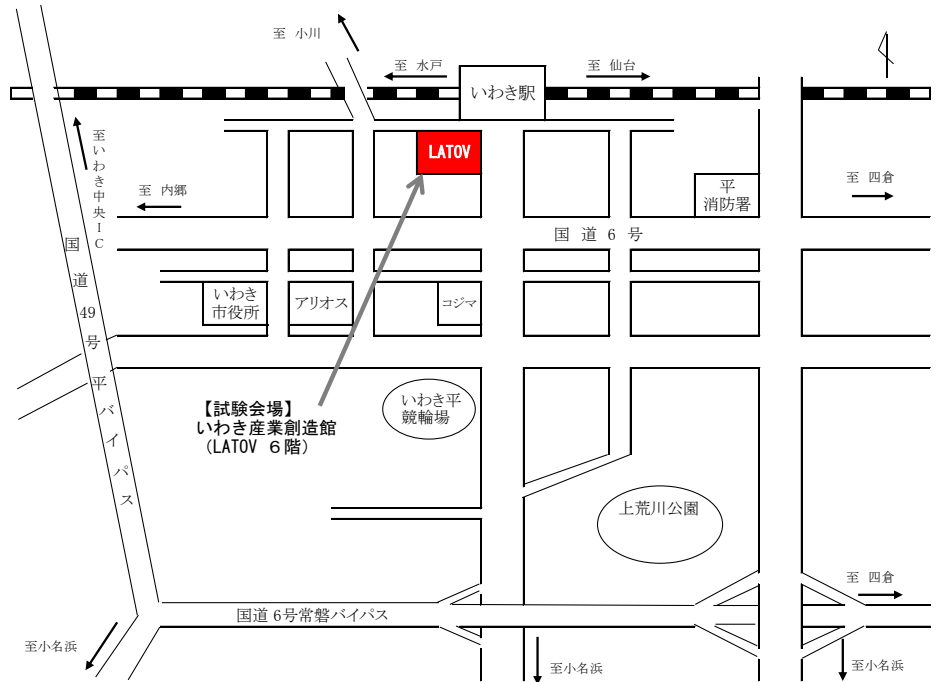 至 小川
至 水戸
至 仙台
いわき駅
至いわき中央IC
LATOV
至 内郷
平
消防署
至 四倉
国 道 6 号
国道49号平バイパス
いわき
市役所
アリオス
コジマ
【試験会場】
いわき産業創造館
(LATOV 6階)
いわき平
競輪場
上荒川公園
至 四倉
国道 6号常磐バイパス
至小名浜
至小名浜
至小名浜